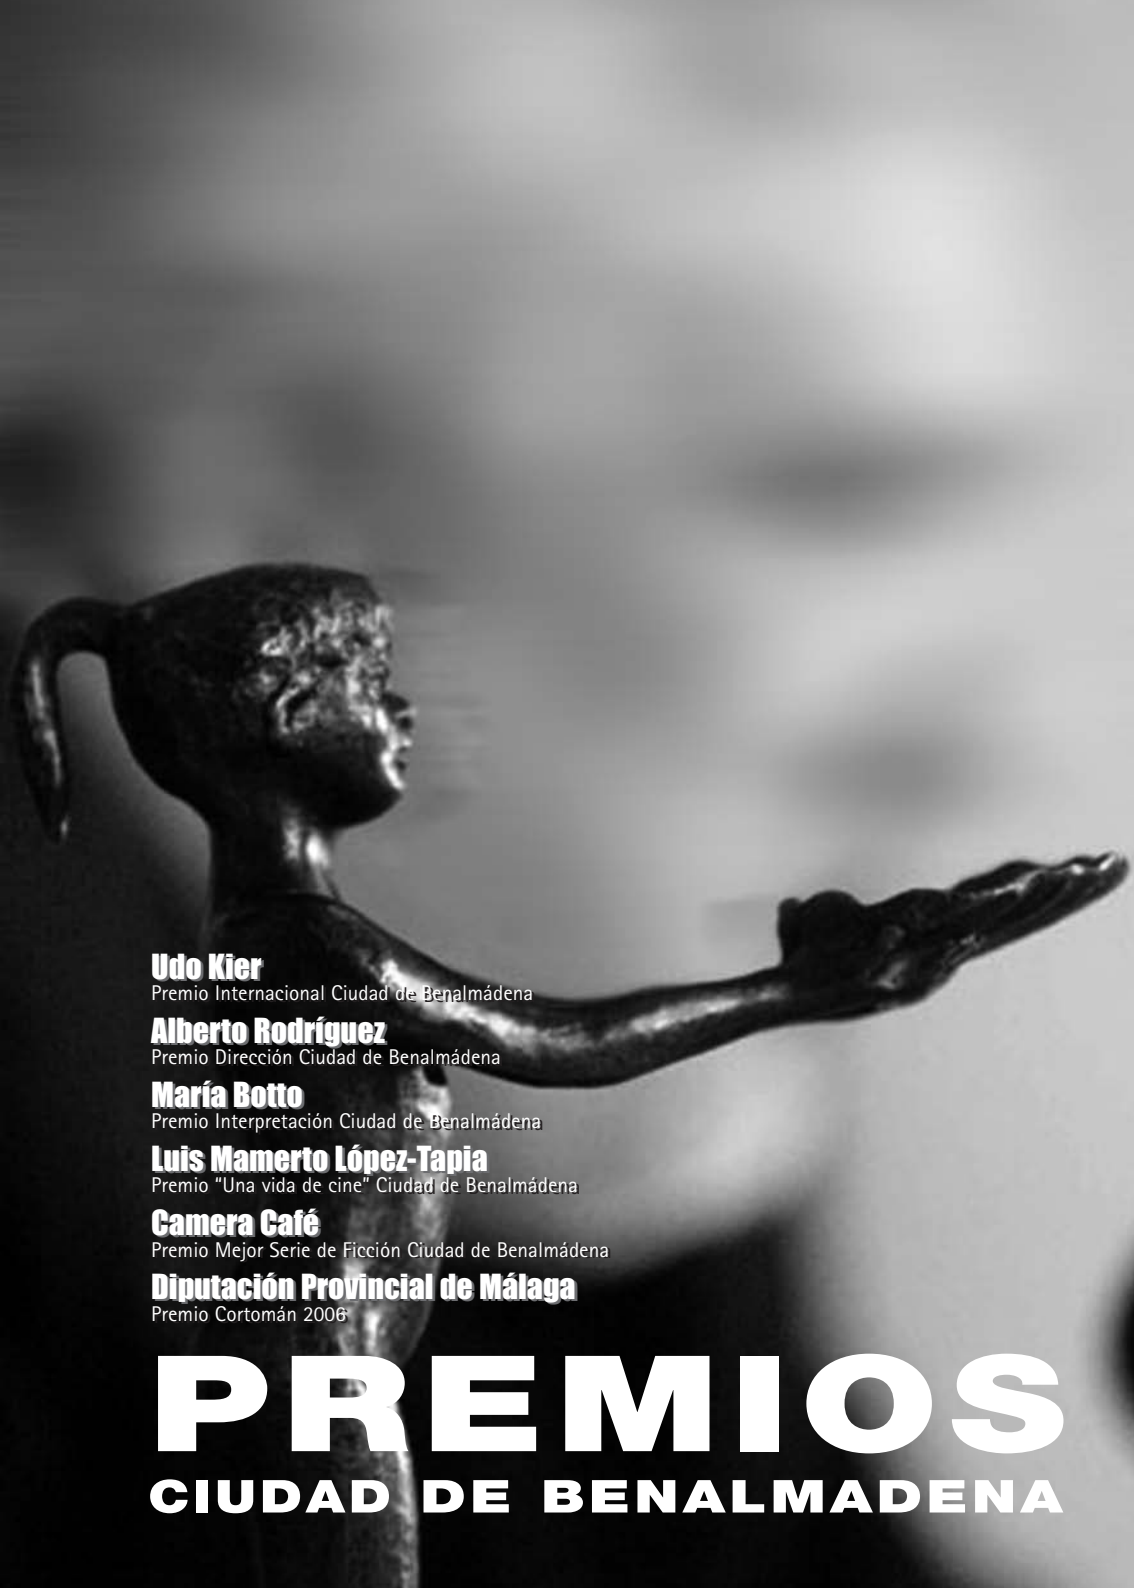 Udo Kier
Premio Internacional Ciudad de Benalmádena
Alberto Rodríguez
Premio Dirección Ciudad de Benalmádena
María Botto
Premio Interpretación Ciudad de Benalmádena
Luis Mamerto López-Tapia
Premio “Una vida de cine” Ciudad de Benalmádena
Camera Café
Premio Mejor Serie de Ficción Ciudad de Benalmádena
Diputación Provincial de Málaga
Premio Cortomán 2006
PREMIOS
CIUDAD DE BENALMADENA